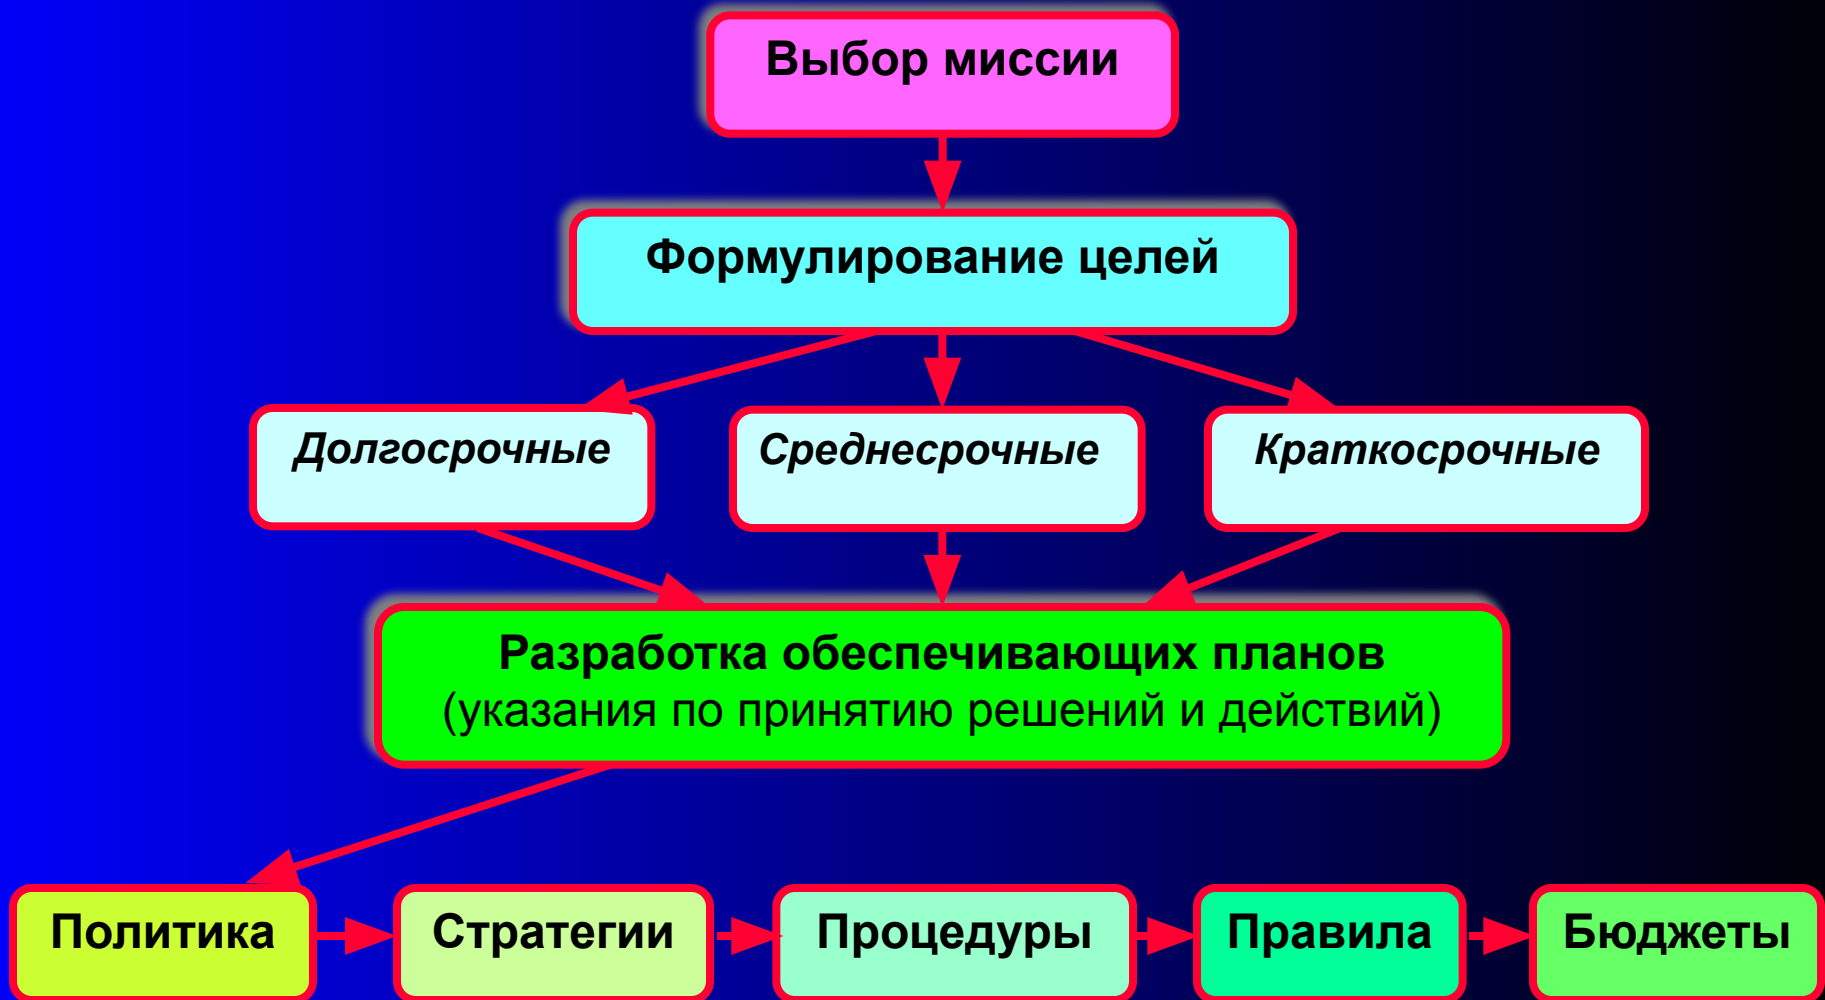 Выбор миссии
Формулирование целей
Долгосрочные
Среднесрочные
Краткосрочные
Разработка обеспечивающих планов
(указания по принятию решений и действий)
Политика
Стратегии
Процедуры
Правила
Бюджеты